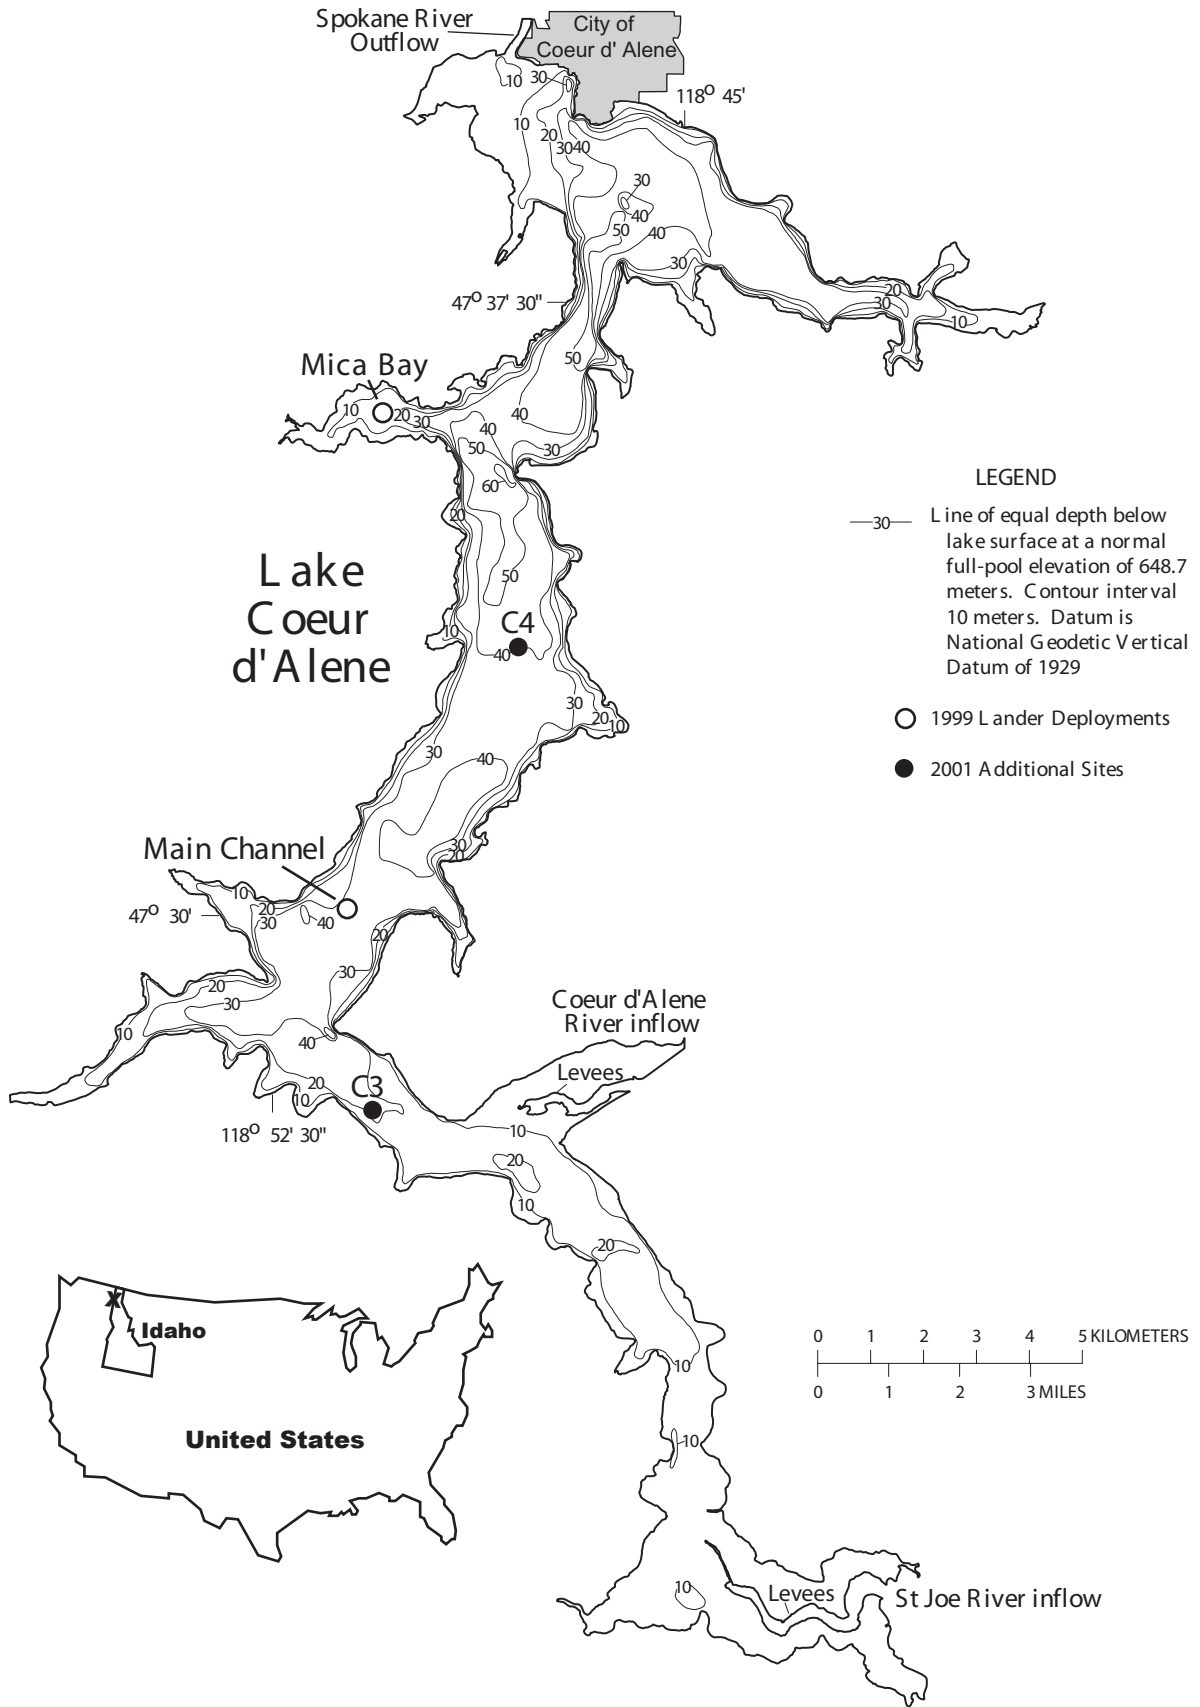 Spokane River
Outflow
City of
Coeur d' Alene
10
30
118° 45'
10
20
30
40
30
40
50
40
30
20
30
10
47° 37' 30"
50
Mica Bay
10
20
30
40
40
50
30
60
20
LEGEND
30
Line of equal depth below
lake surface at a normal
full-pool elevation of 648.7
meters. Contour interval
10 meters. Datum is
National Geodetic Vertical
Datum of 1929
1999 Lander Deployments
2001 Additional Sites
Lake
Coeur
d'Alene
50
10
C4
40
30
20
10
30
40
30
20
Main Channel
10
20
30
40
47° 30'
20
30
20
30
10
40
Coeur d'Alene
River inflow
Levees
20
10
C3
118° 52' 30"
10
20
10
20
10
10
10
0 1 2 3 4 5 KILOMETERS
0 1 2 3 MILES
X
Idaho
United States
Levees
St Joe River inflow